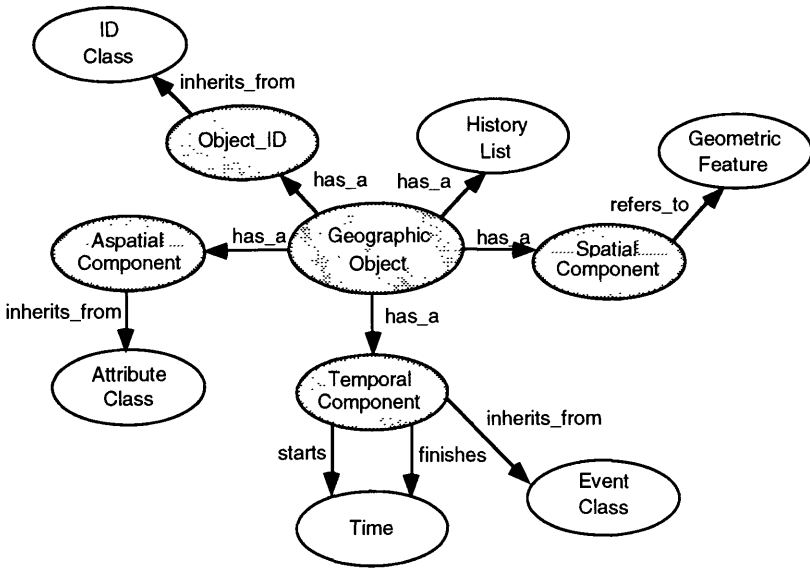 ID
Class
inherits_from
Object_ID
History
List
Geometric
Feature
has_a
has_a
refers_to
Aspatial
Component
has_a
Geographic
Object
has_a
Spatial
Component
inherits_from
has_a
Attribute
Class
Temporal
Component
inherits_from
starts
finishes
Event
Class
Time